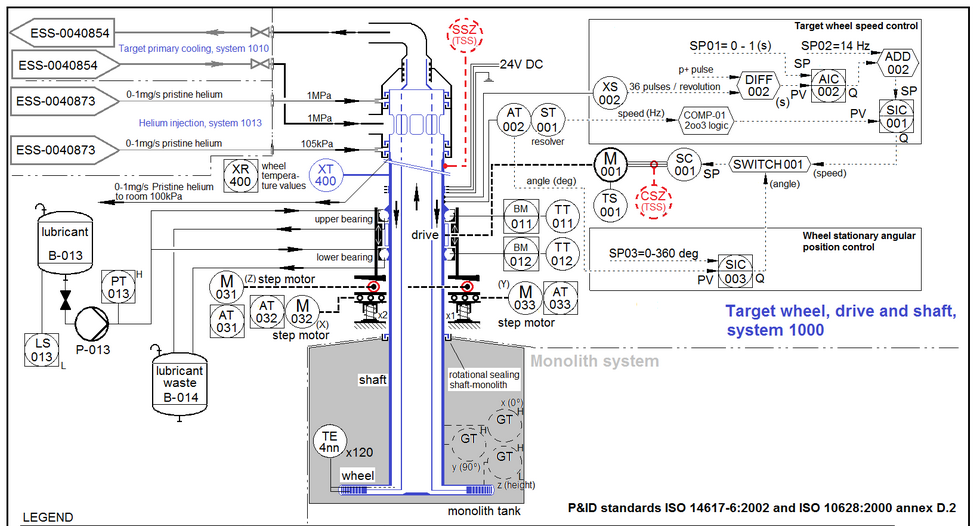 ESS-0040854
Target primary cooling, system 1010
ESS-0040854
ESS-0040873
0-1mg/s pristine helium
1MPa
Helium injection, system 1013
1MPa
ESS-0040873
0-1mg/s pristine helium
105kPa
SSZ
(TSS)
24V DC
XR
400
wheel
tempera-
ture values
XT
400
0-1mg/s Pristine helium
to room 100kPa
AT
002
ST
001
resolver
Target wheel speed control
SP01= 0 - 1 (s)
SP02=14 Hz
p+ pulse
SP
ADD
002
XS
002
36 pulses / revolution
DIFF
002
(s)
PV
AIC
002
Q
SP
speed (Hz)
COMP-01
2oo3 logic
PV
SIC
001
Q
M
001
TS
001
CSZ
(TSS)
SC
001
SP
SWITCH001
(speed)
(angle)
angle (deg)
Wheel stationary angular
position control
SP03=0-360 deg
SP
PV
SIC
003
Q
lubricant
B-013
upper bearing
lower bearing
drive
BM
011
TT
011
BM
012
TT
012
PT
013
H
LS
013
L
P-013
lubricant
waste
B-014
M
031
(Z) step motor
AT
031
AT
032
M
032
(X)
step motor
x2
x1
(Y)
M
033
AT
033
step motor
Target wheel, drive and shaft,
system 1000
Monolith system
rotational sealing
shaft-monolith
shaft
x (0°)
H
GT
H
GT
y (90°)
H
GT
L
z (height)
TE
4nn
x120
wheel
monolith tank
LEGEND
P&ID standards ISO 14617-6:2002 and ISO 10628:2000 annex D.2